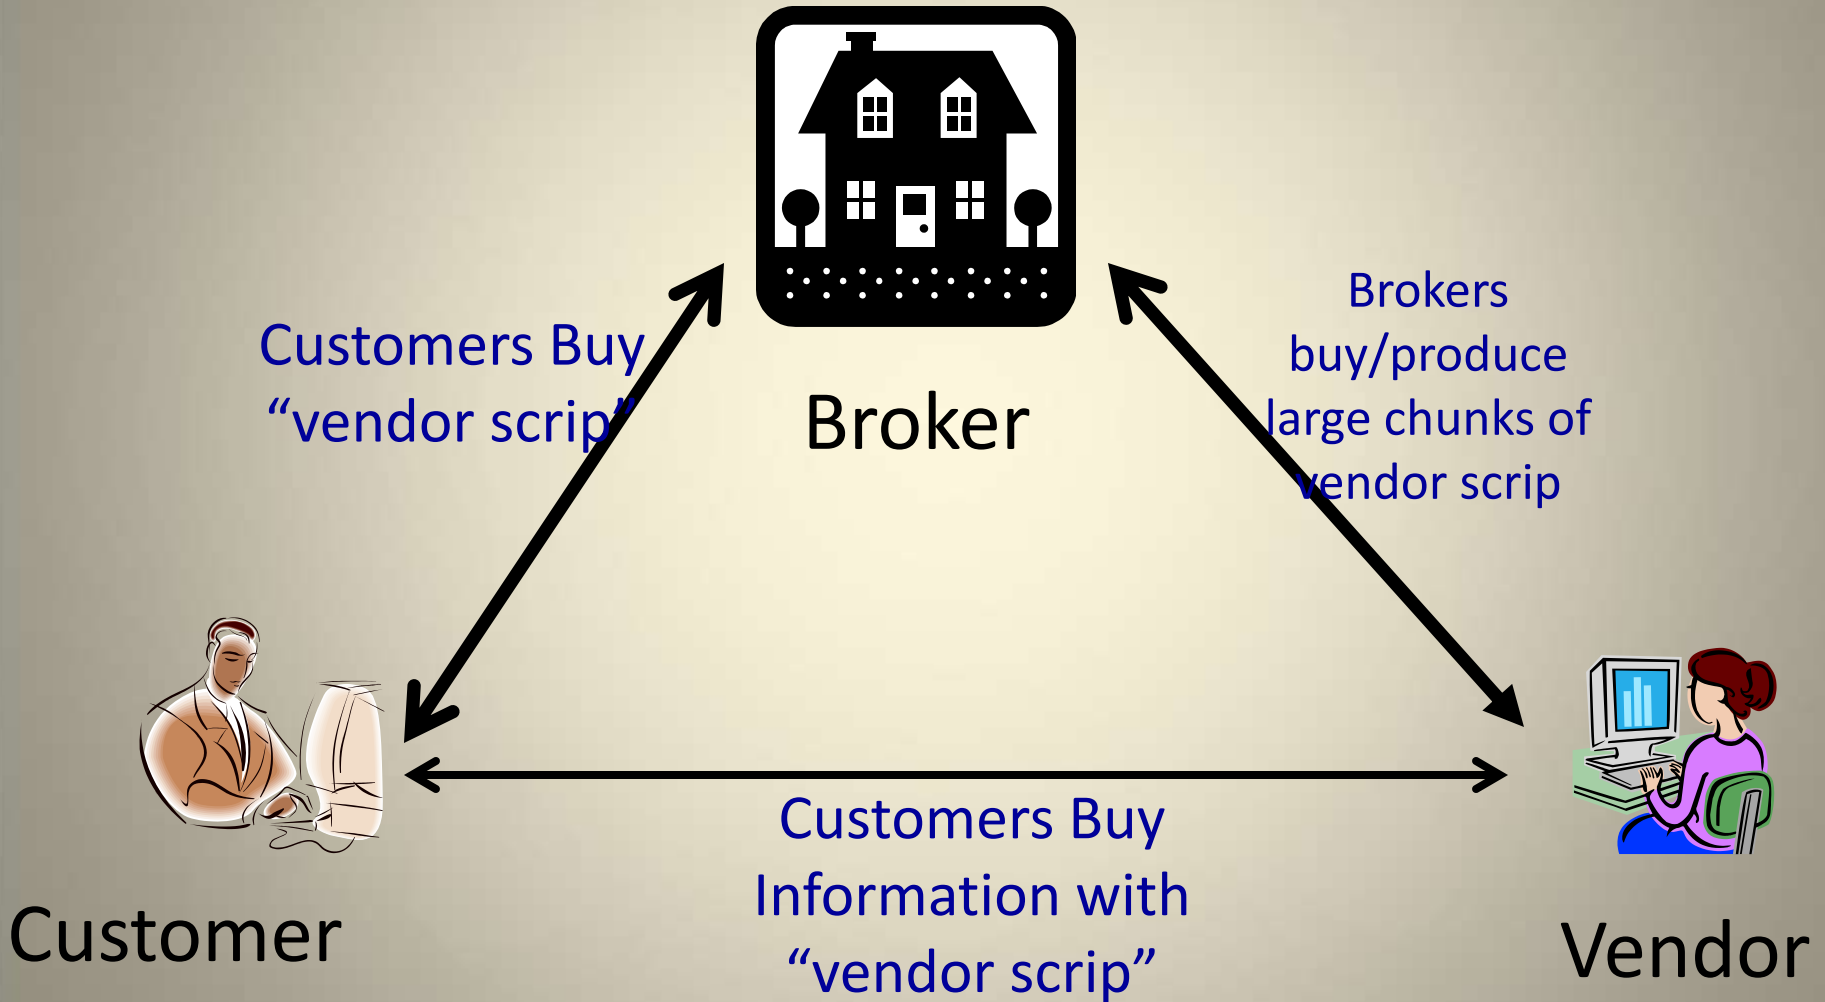 Customers Buy
“vendor scrip”
Broker
Brokers
buy/produce
large chunks of
vendor scrip
Customers Buy
Information with
“vendor scrip”
Customer
Vendor